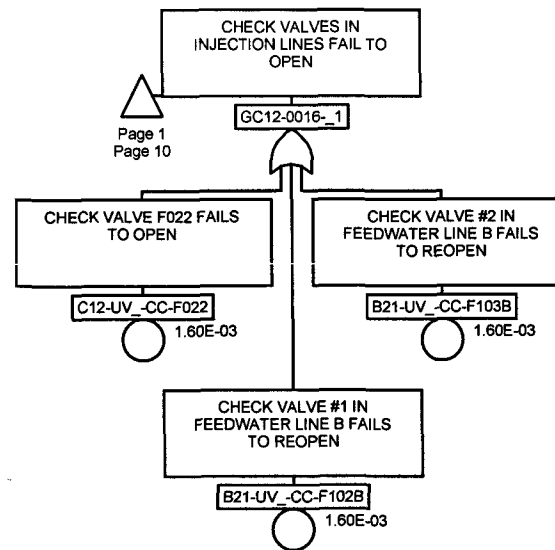 CHECK VALVES IN
INJECTION LINES FAIL TO
OPEN
Page 1
Page 10
GC12-0016-_1
CHECK VALVE F022 FAILS
TO OPEN
C12-UV_-CC-F022
1.60E-03
CHECK VALVE #2 IN
FEEDWATER LINE B FAILS
TO REOPEN
B21-UV_-CC-F103B
1.60E-03
CHECK VALVE #1 IN
FEEDWATER LINE B FAILS
TO REOPEN
B21-UV_-CC-F102B
1.60E-03